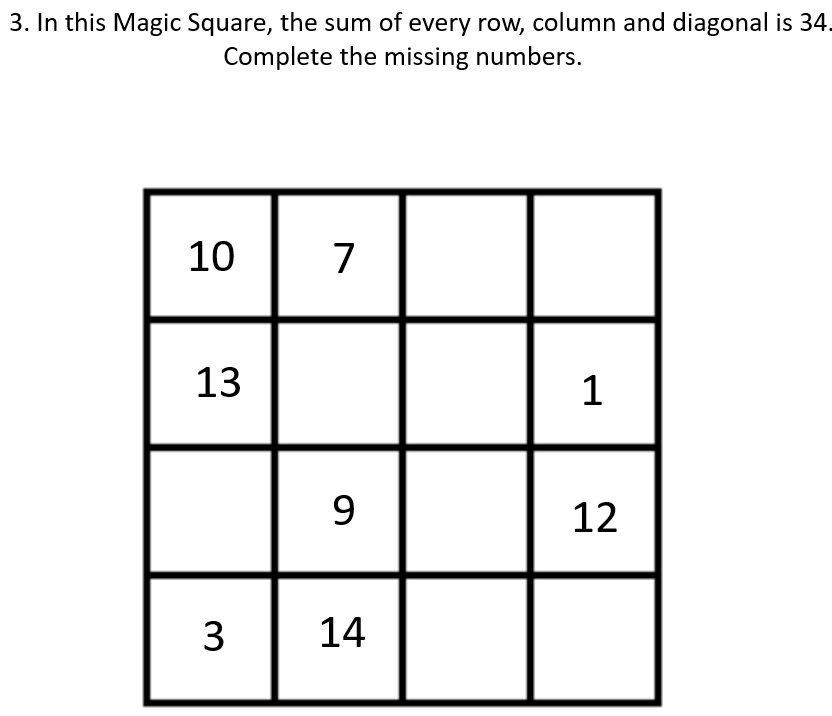 3. In this Magic Square, the sum of every row, column and diagonal is 34.
Complete the missing numbers.
10 7
13 1
9 12
3 14